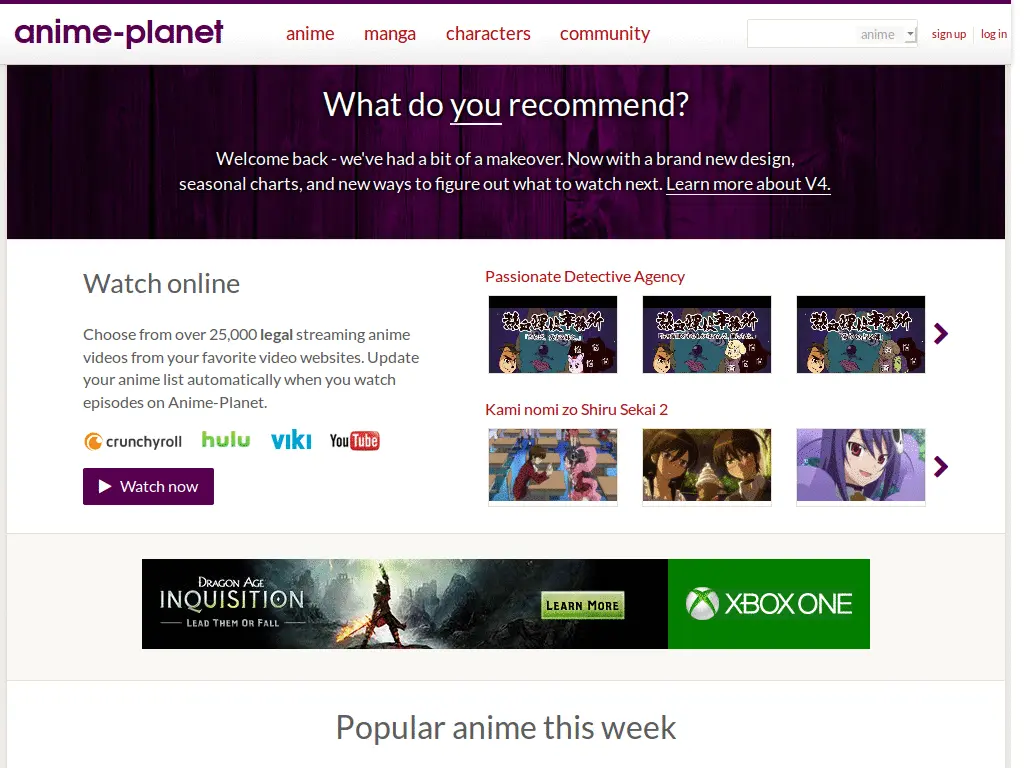 anime-planet
anime
manga
characters
community
anime
sign up
log in
What do you recommend?
Welcome back - we've had a bit of a makeover. Now with a brand new design,
seasonal charts, and new ways to figure out what to watch next. Learn more about V4.
Watch online
Choose from over 25,000 legal streaming anime
videos from your favorite video websites. Update
your anime list automatically when you watch
episodes on Anime-Planet.
crunchyroll
hulu
viki
YouTube
Watch now
Passionate Detective Agency
Kami nomi zo Shiru Sekai 2
DRAGON AGE
INQUISITION
LEAD THEM OR FALL
LEARN MORE
XBOX ONE
Popular anime this week